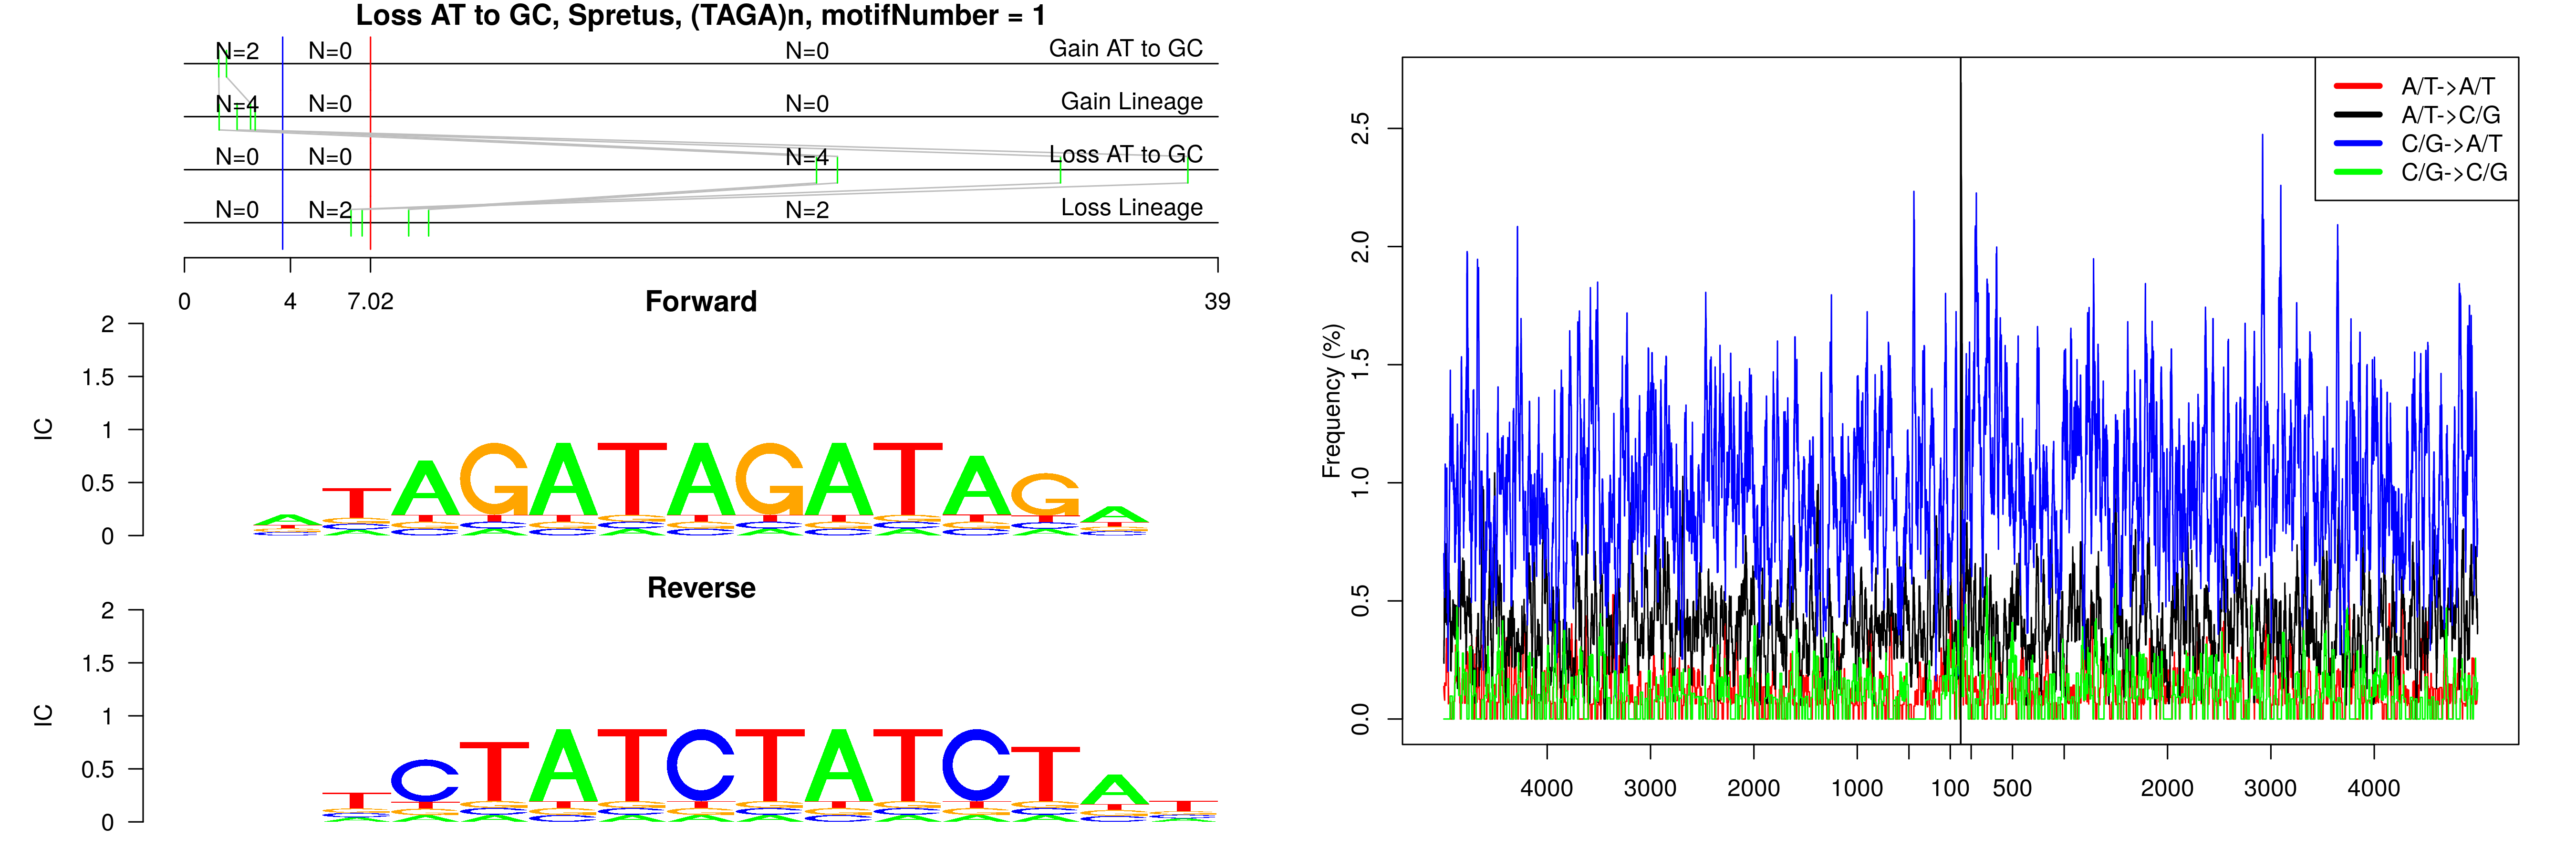 Loss AT to GC, Spretus, (TAGA)n, motifNumber = 1
N=2 N=0 N=0 Gain AT to GC
N=4 N=0 N=0 Gain Lineage
N=0 N=0 N=4 Loss AT to GC
N=0 N=2 N=2 Loss Lineage
0 4 7.02 39
Forward
2
1.5
1
0.5
0
IC
ATAGATAGATAGA
Reverse
2
1.5
1
0.5
0
IC
TCTATCTATCTAT
A/T->A/T
A/T->C/G
C/G->A/T
C/G->C/G
Frequency (%)
2.5
2.0
1.5
1.0
0.5
0.0
4000 3000 2000 1000 100 500 2000 3000 4000